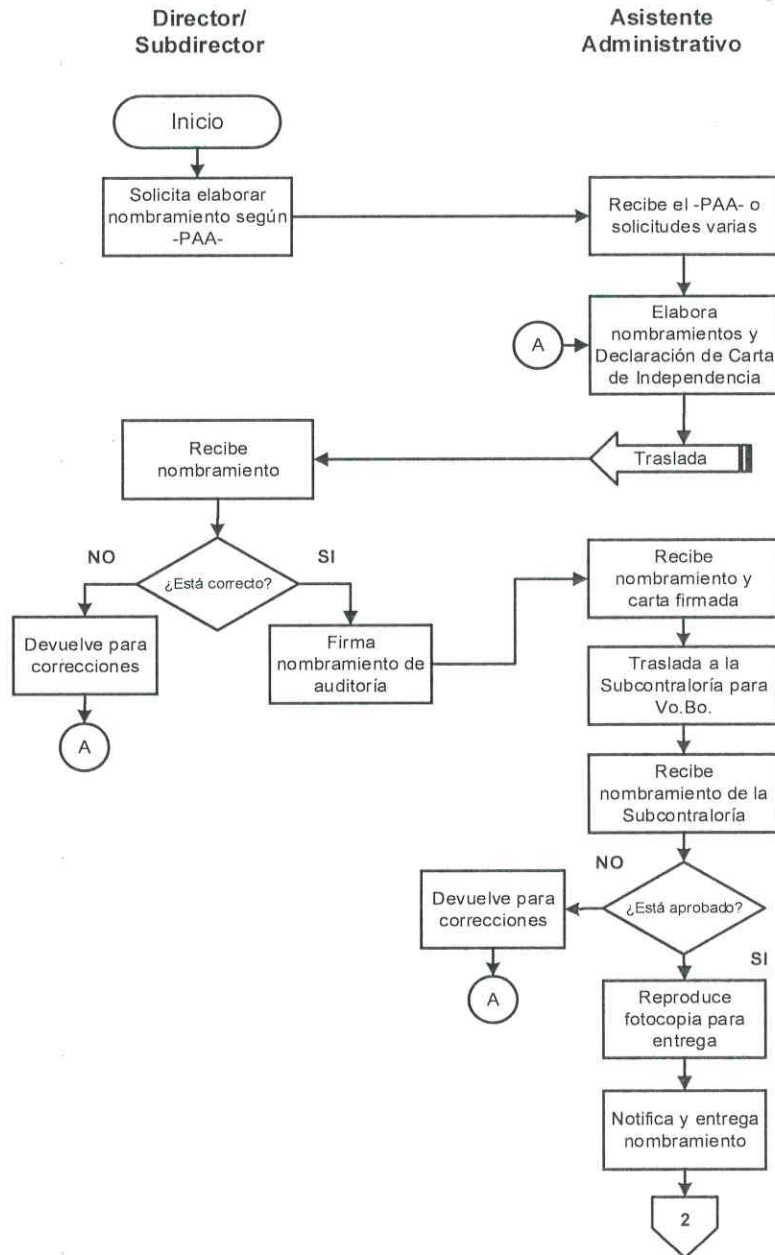 Director/
Subdirector
Asistente
Administrativo
Inicio
Solicita elaborar
nombramiento según
-PAA-
Recibe el -PAA- o
solicitudes varias
Elabora
nombramientos y
Declaración de Carta
de Independencia
A
Traslada
Recibe
nombramiento
NO
¿Está correcto?
SI
Devuelve para
correcciones
A
Firma
nombramiento de
auditoría
Recibe
nombramiento y
carta firmada
Traslada a la
Subcontraloría para
Vo.Bo.
Recibe
nombramiento de la
Subcontraloría
NO
¿Está aprobado?
SI
Devuelve para
correcciones
A
Reproduce
fotocopia para
entrega
Notifica y entrega
nombramiento
2